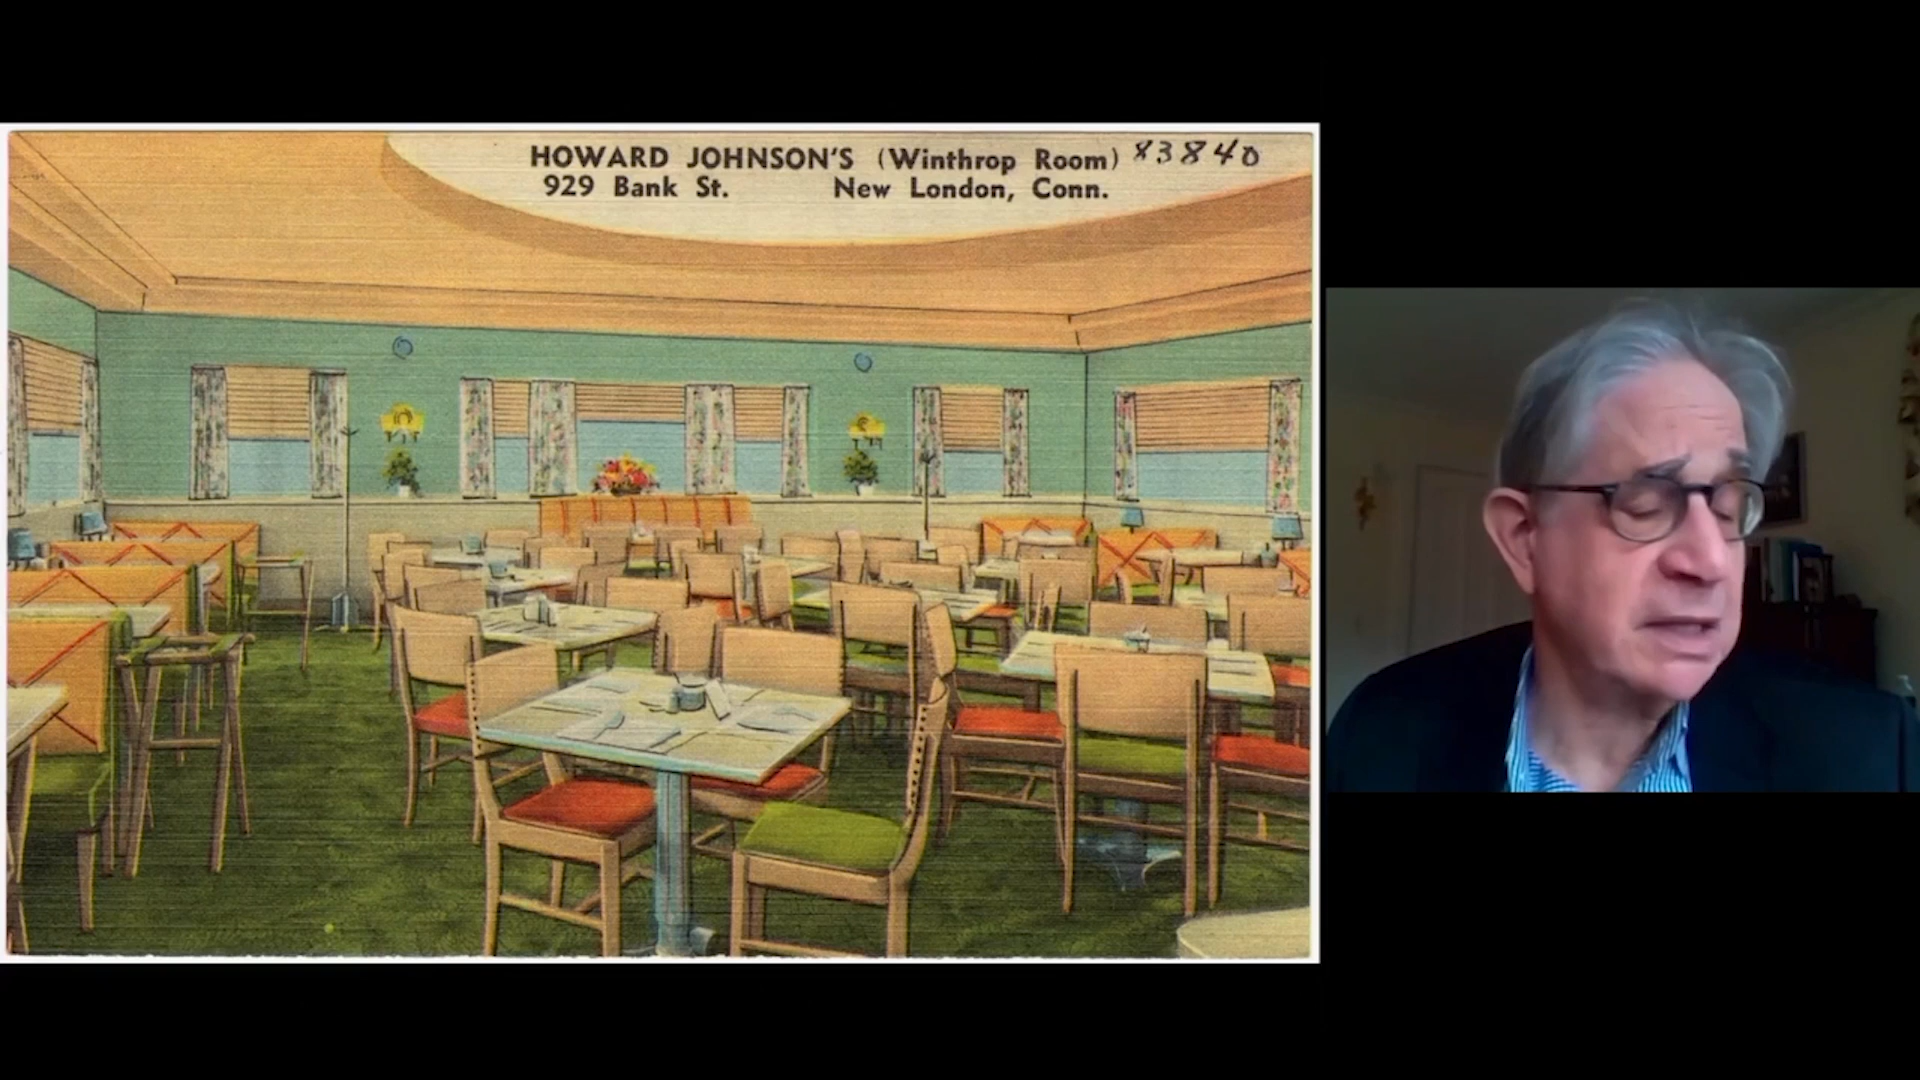 HOWARD JOHNSON'S (Winthrop Room) 83840
929 Bank St. New London, Conn.